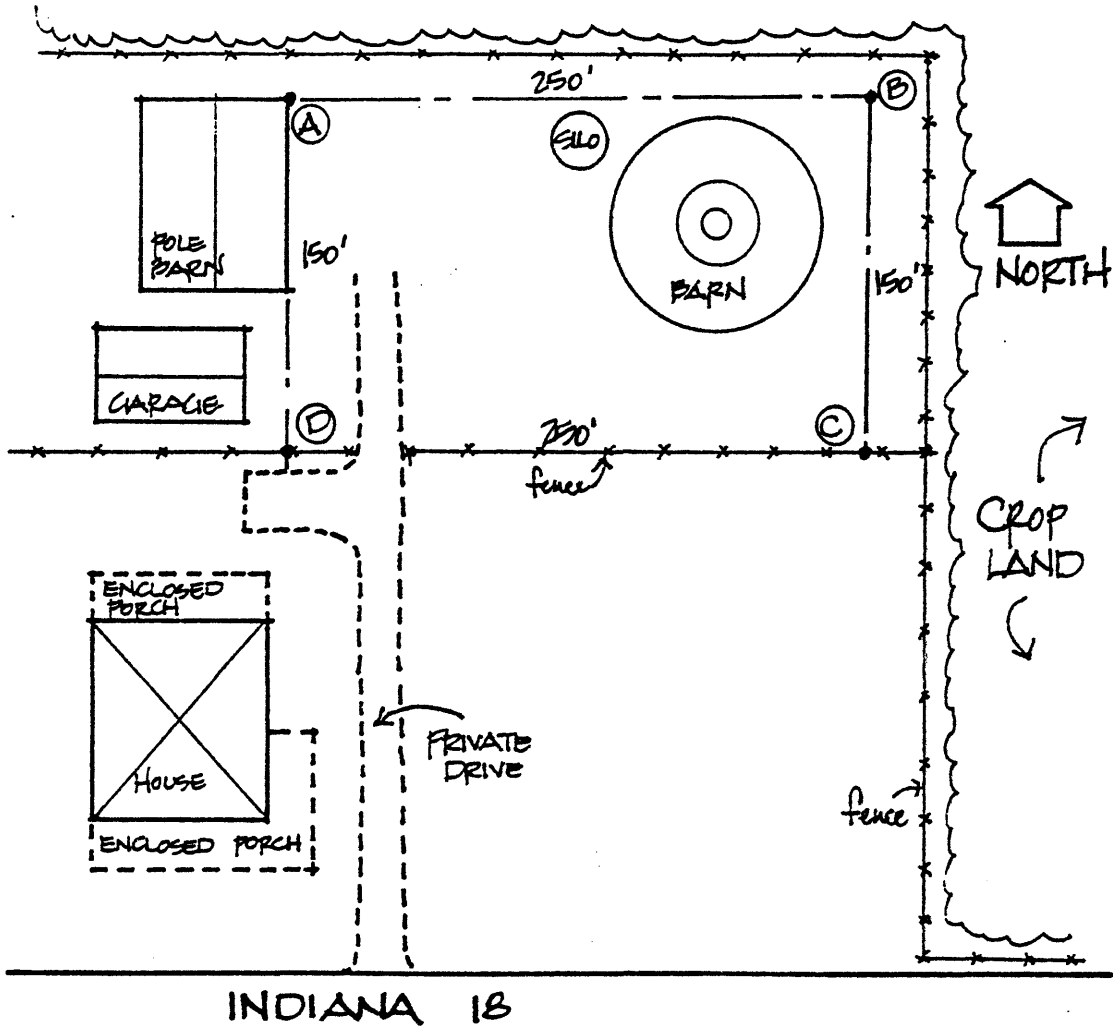 250'
B
A
SILO
POLE
BARN
150'
BARN
150'
NORTH
GARAGE
D
250'
C
fence
CROP
LAND
ENCLOSED
PORCH
PRIVATE
DRIVE
HOUSE
fence
ENCLOSED PORCH
INDIANA 18